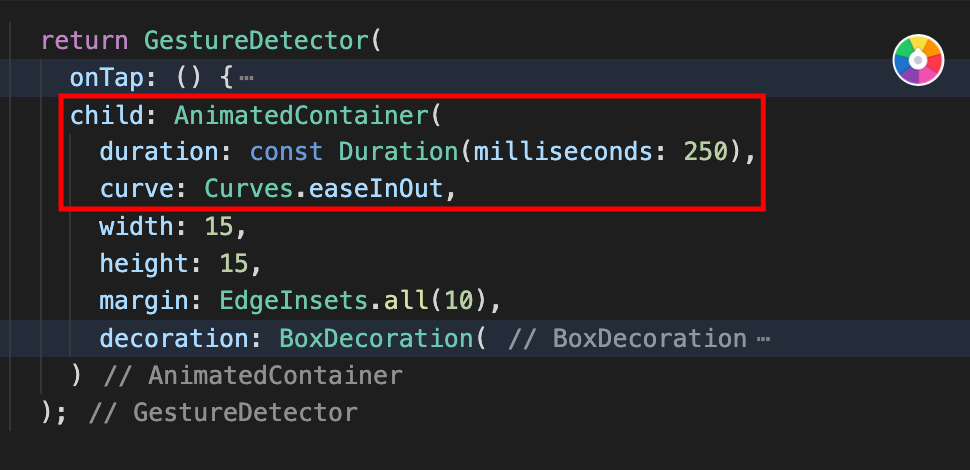 return GestureDetector(
onTap: () {⋯
child: AnimatedContainer(
duration: const Duration(milliseconds: 250),
curve: Curves.easeInOut,
width: 15,
height: 15,
margin: EdgeInsets.all(10),
decoration: BoxDecoration( // BoxDecoration ⋯
) // AnimatedContainer
); // GestureDetector